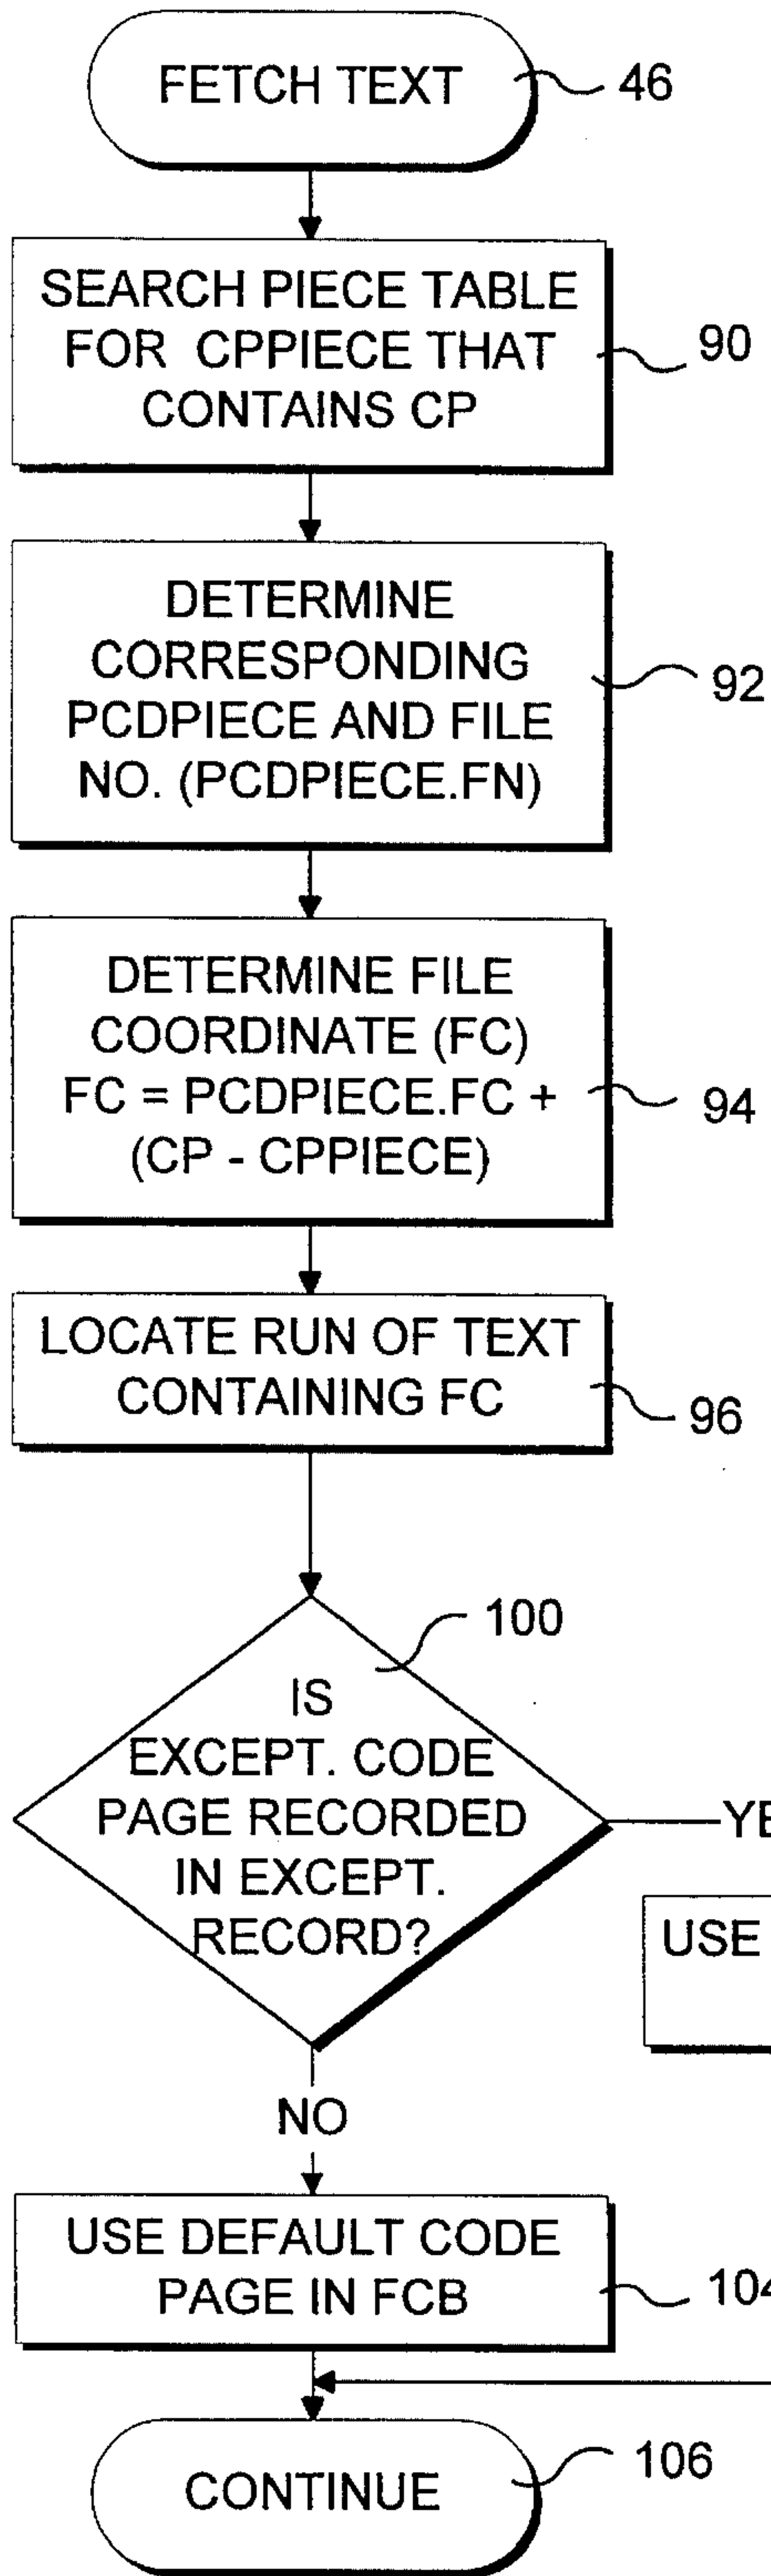 FETCH TEXT
46
SEARCH PIECE TABLE
FOR CPPIECE THAT
CONTAINS CP
90
DETERMINE
CORRESPONDING
PCDPIECE AND FILE
NO. (PCDPIECE.FN)
92
DETERMINE FILE
COORDINATE (FC)
FC = PCDPIECE.FC +
(CP - CPPIECE)
94
LOCATE RUN OF TEXT
CONTAINING FC
96
100
IS
EXCEPT. CODE
PAGE RECORDED
IN EXCEPT.
RECORD?
USE
NO
USE DEFAULT CODE
PAGE IN FCB
104
CONTINUE
106